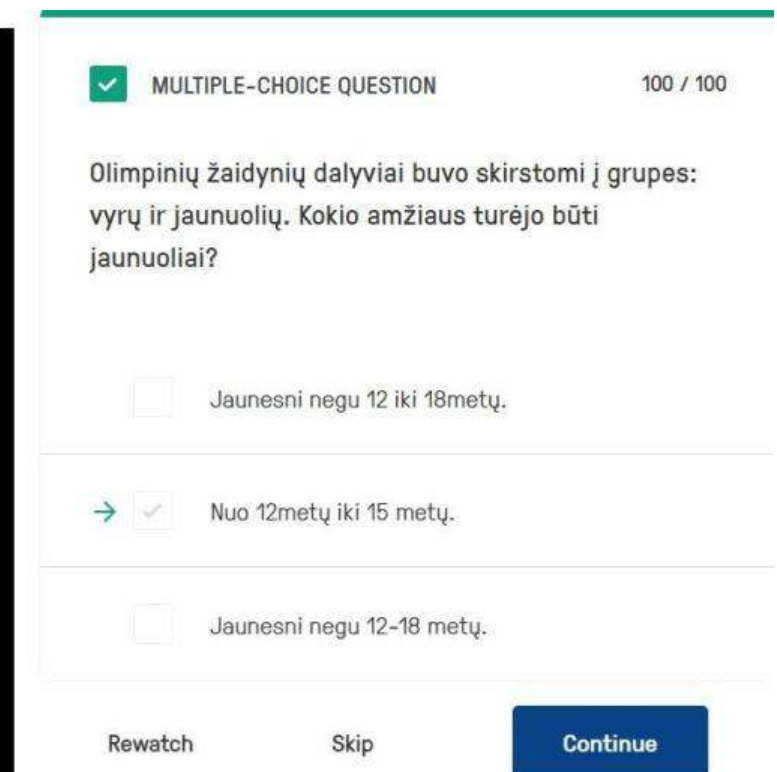 MULTIPLE-CHOICE QUESTION 100 / 100
Olimpinių žaidynių dalyviai buvo skirstomi į grupes:
vyrų ir jaunuolių. Kokio amžiaus turėjo būti
jaunuoliai?
Jaunesni negu 12 iki 18metų.
Nuo 12metų iki 15 metų.
Jaunesni negu 12-18 metų.
Rewatch Skip Continue